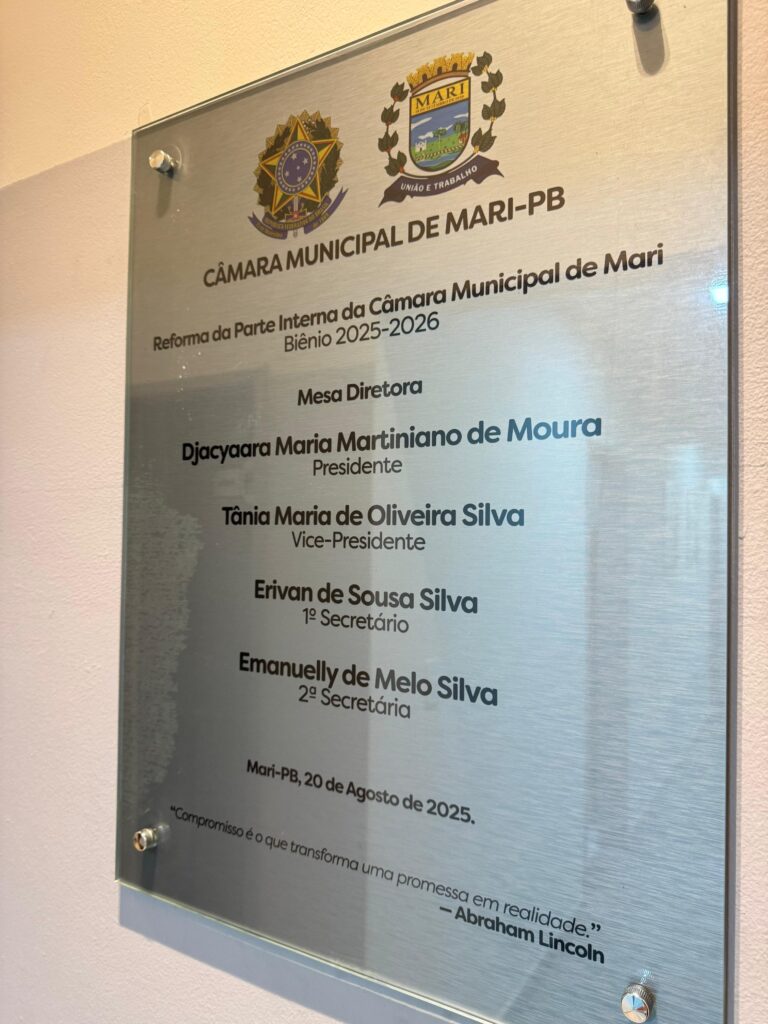 MARI
UNIÃO E TRABALHO
CÂMARA MUNICIPAL DE MARI-PB
Reforma da Parte Interna da Câmara Municipal de Mari
Biênio 2025-2026
Mesa Diretora
Djacyaara Maria Martiniano de Moura
Presidente
Tânia Maria de Oliveira Silva
Vice-Presidente
Erivan de Sousa Silva
1º Secretário
Emanuelly de Melo Silva
2ª Secretária
Mari-PB, 20 de Agosto de 2025.
“Compromisso é o que transforma uma promessa em realidade.”
— Abraham Lincoln